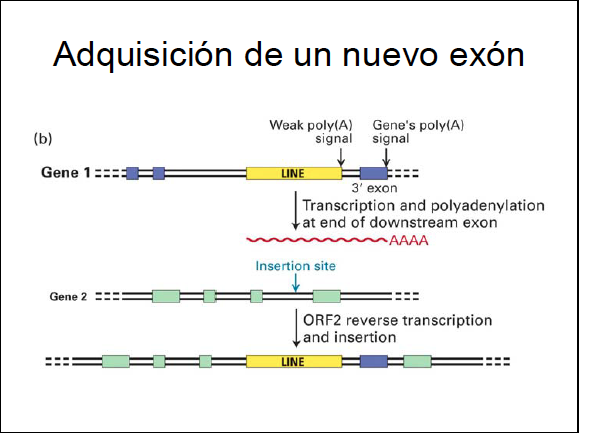 Adquisición de un nuevo exón
(b)
Weak poly(A)
signal
Gene's poly(A)
signal
Gene 1
LINE
3' exon
Transcription and polyadenylation
at end of downstream exon
AAAA
Insertion site
Gene 2
ORF2 reverse transcription
and insertion
LINE